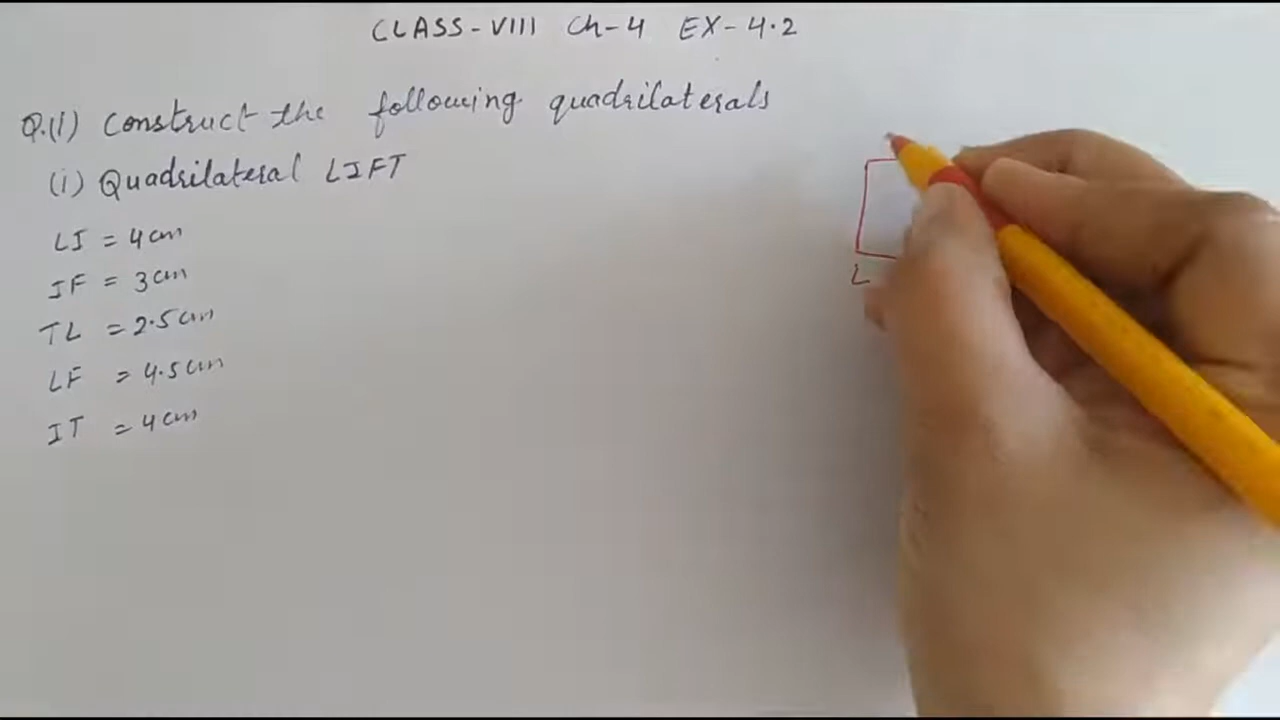 CLASS-VIII Ch-4 EX-4.2
Q.(1) Construct the following quadrilaterals
(i) Quadrilateral LIFT
LI = 4cm
IF = 3cm
TL = 2.5cm
LF = 4.5cm
IT = 4cm
L